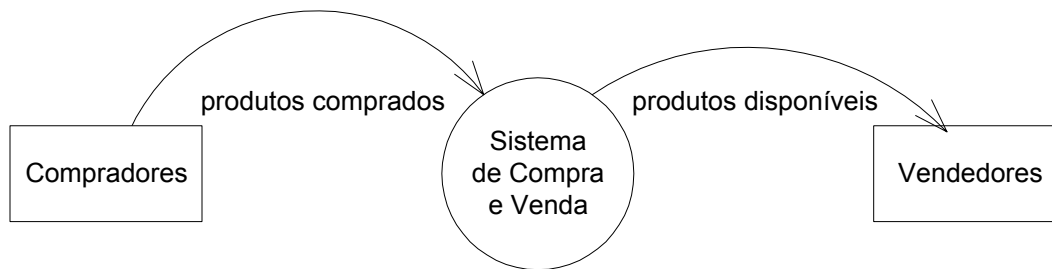 produtos comprados
produtos disponíveis
Compradores
Sistema
de Compra
e Venda
Vendedores